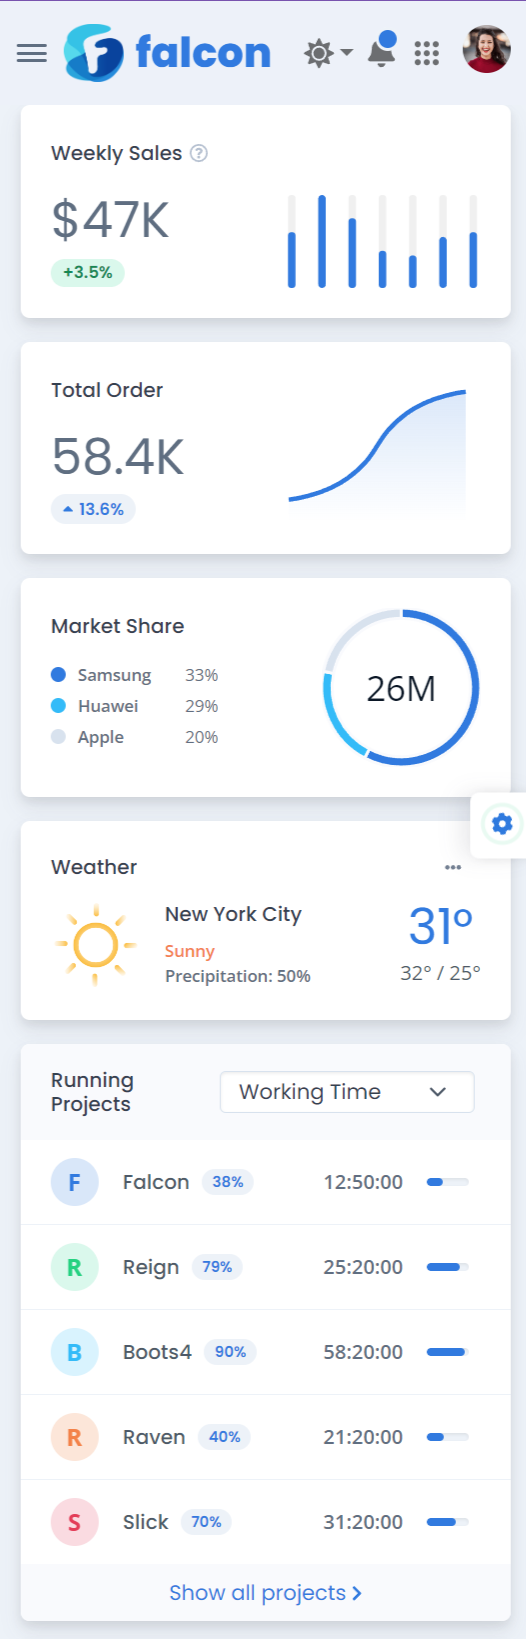 falcon
Weekly Sales ?
$47K
+3.5%
Total Order
58.4K
13.6%
Market Share
Samsung 33%
Huawei 29%
Apple 20%
26M
Weather
New York City
Sunny
Precipitation: 50%
31°
32° / 25°
Running
Projects
Working Time
F Falcon 38% 12:50:00
R Reign 79% 25:20:00
B Boots4 90% 58:20:00
R Raven 40% 21:20:00
S Slick 70% 31:20:00
Show all projects